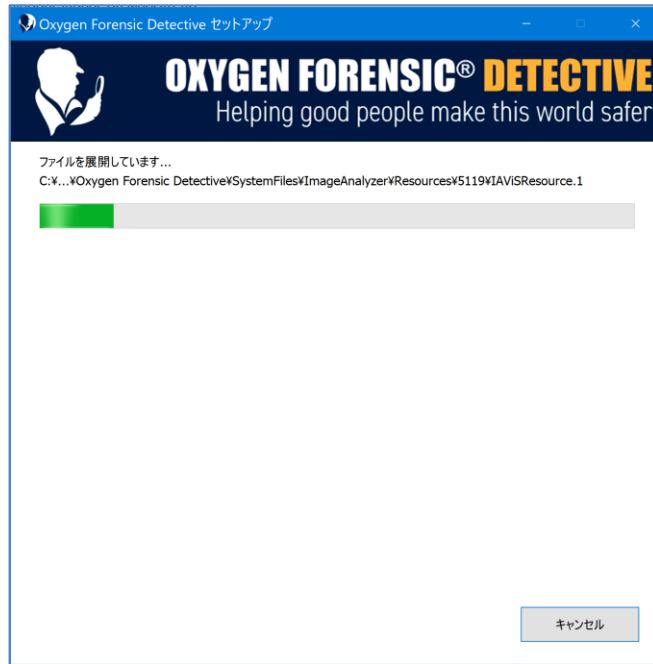 Oxygen Forensic Detective セットアップ
OXYGEN FORENSIC® DETECTIVE
Helping good people make this world safer
ファイルを展開しています...
C:¥...¥Oxygen Forensic Detective¥SystemFiles¥ImageAnalyzer¥Resources¥5119¥IAViSResource.1
キャンセル